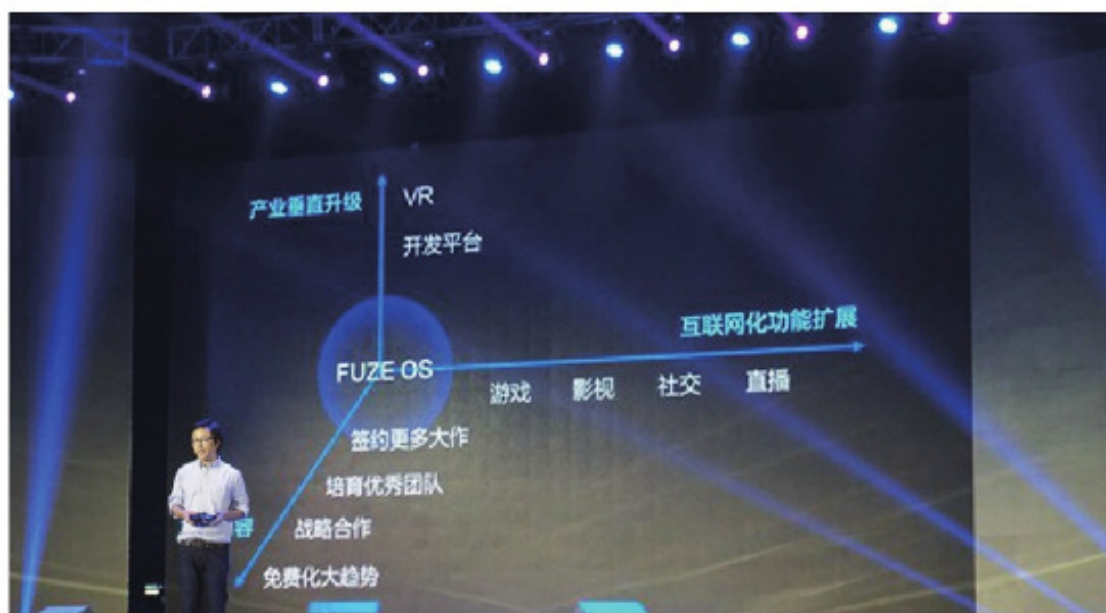 产业垂直升级
VR
开发平台
互联网化功能扩展
FUZE OS
游戏 影视 社交 直播
签约更多大作
培育优秀团队
容
战略合作
免费化大趋势